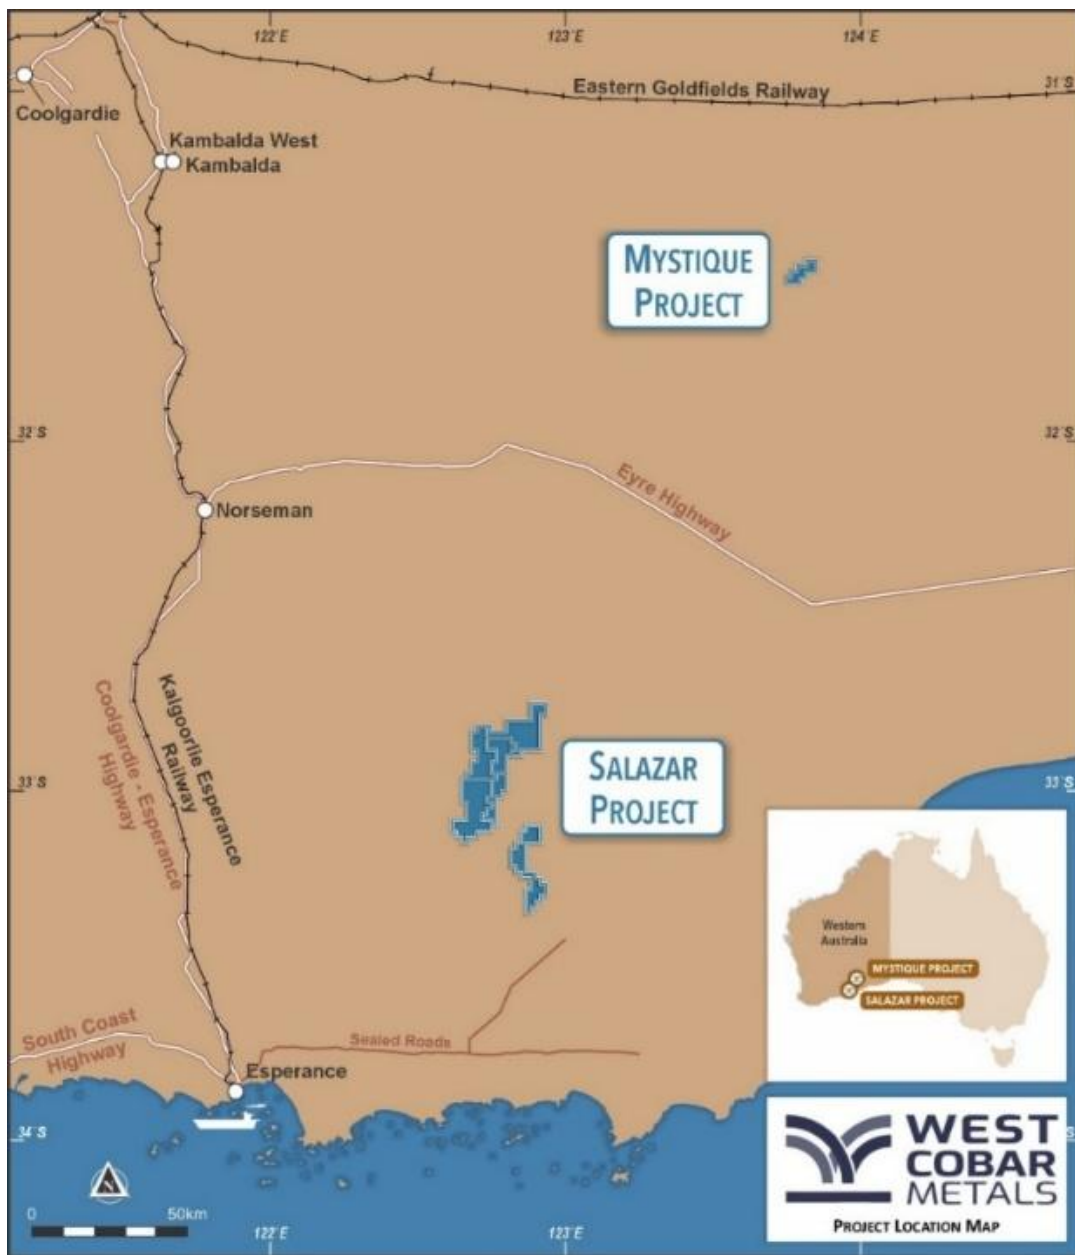 122°E
123°E
124°E
Eastern Goldfields Railway
31°S
Coolgardie
Kambalda West
Kambalda
MYSTIQUE
PROJECT
32°S
32°S
Eyre Highway
Norseman
Coolgardie - Esperance
Highway
Kalgoorlie Esperance
Railway
SALAZAR
PROJECT
33°S
33°S
Western
Australia
MYSTIQUE PROJECT
SALAZAR PROJECT
South Coast
Highway
Sealed Roads
Esperance
34°S
N
0 50km
122°E
123°E
WEST
COBAR
METALS
PROJECT LOCATION MAP